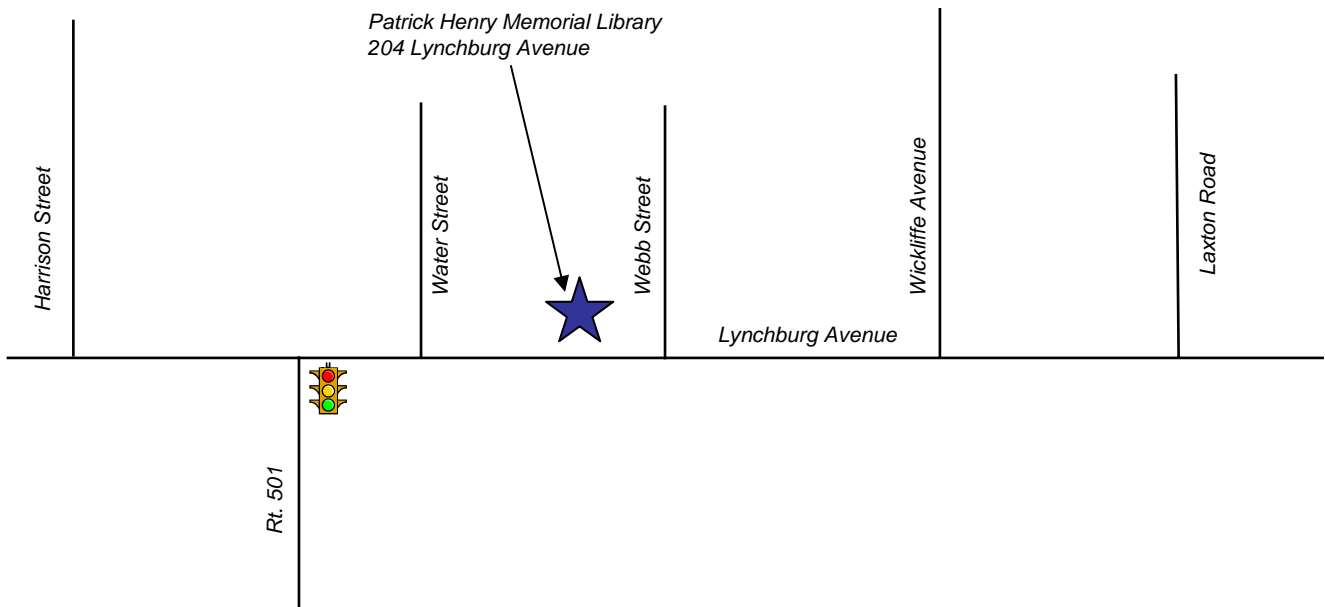 Patrick Henry Memorial Library
204 Lynchburg Avenue
Harrison Street
Water Street
Webb Street
Wickliffe Avenue
Laxton Road
Lynchburg Avenue
Rt. 501